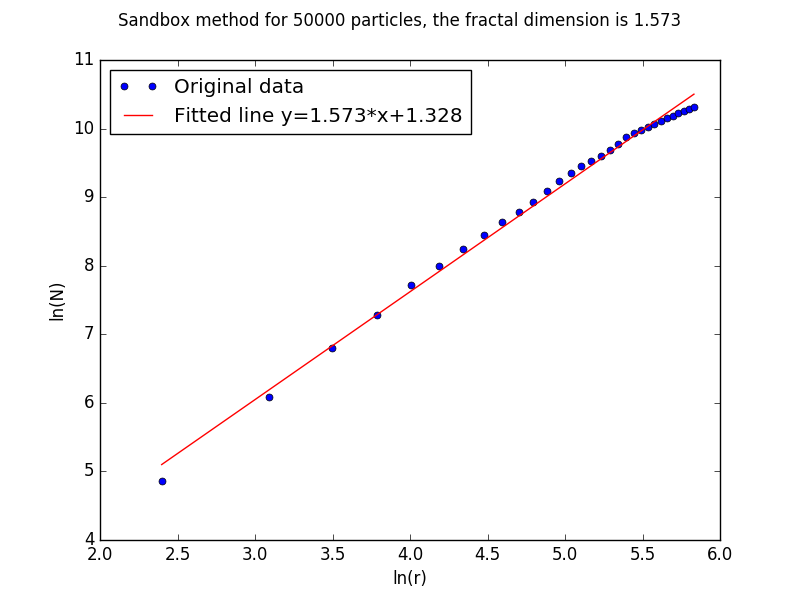 Sandbox method for 50000 particles, the fractal dimension is 1.573
Original data
Fitted line y=1.573*x+1.328
11
10
9
8
7
6
5
4
ln(N)
2.0 2.5 3.0 3.5 4.0 4.5 5.0 5.5 6.0
ln(r)